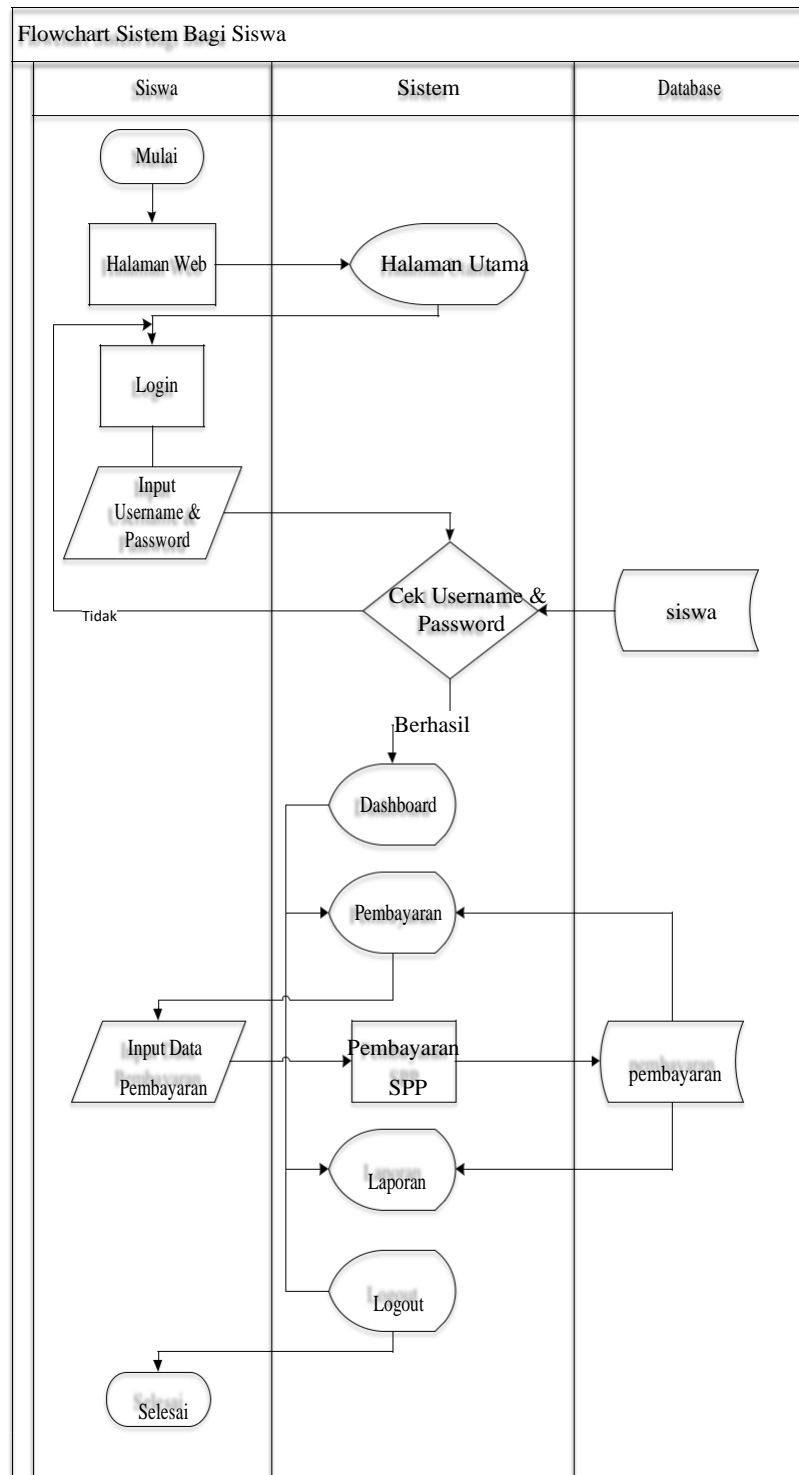 Flowchart Sistem Bagi Siswa
Siswa
Sistem
Database
Mulai
Halaman Web
Halaman Utama
Login
Input
Username &
Password
Cek Username &
Password
siswa
Tidak
Berhasil
Dashboard
Pembayaran
Input Data
Pembayaran
Pembayaran
SPP
pembayaran
Laporan
Logout
Selesai